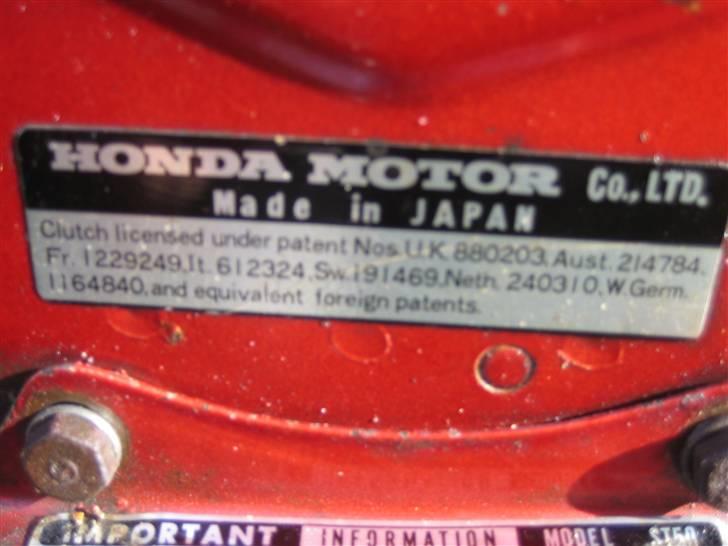 HONDA MOTOR Co., LTD.
Made in JAPAN
Clutch licensed under patent Nos. U.K. 880203, Aust. 214784,
Fr. 1229249, It. 612324, Sw. 191469, Neth. 240310, W. Germ.
1164840, and equivalent foreign patents.
IMPORTANT INFORMATION MODEL ST50